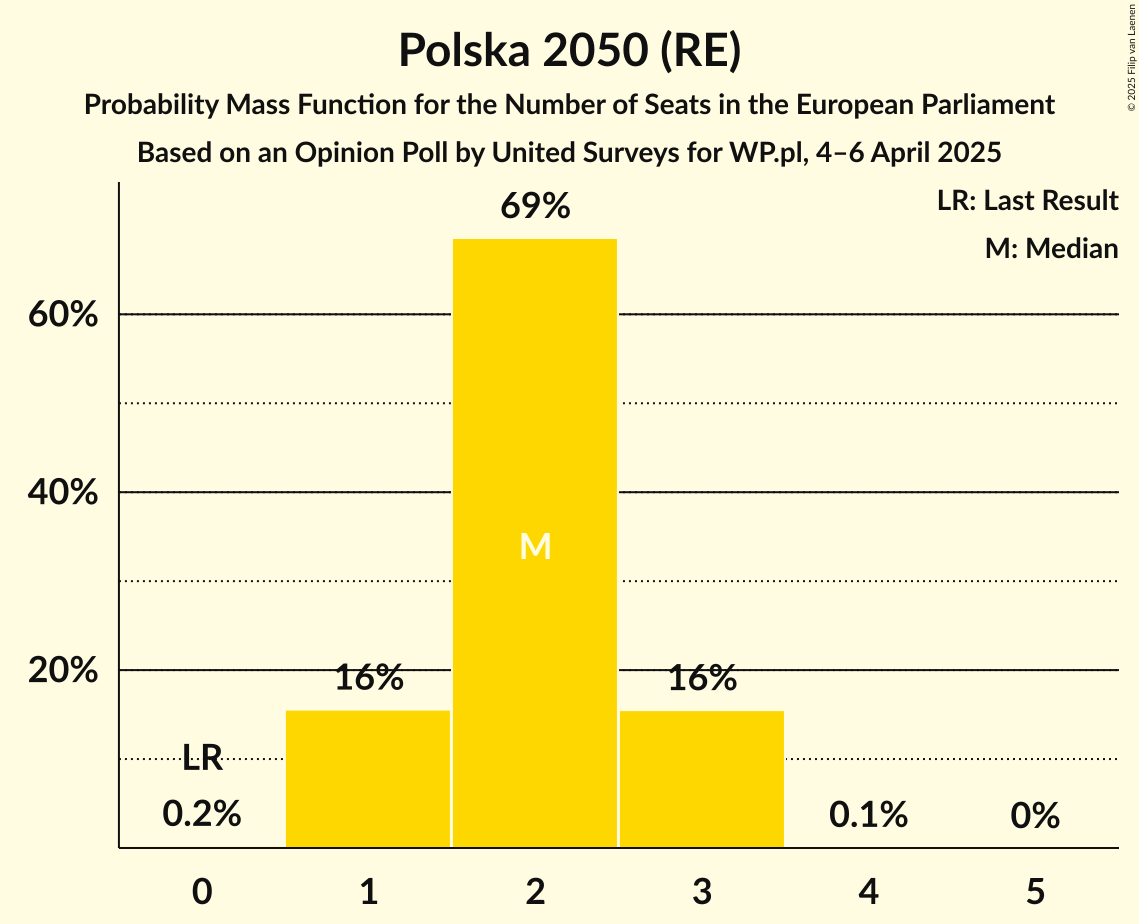 Polska 2050 (RE)
Probability Mass Function for the Number of Seats in the European Parliament
Based on an Opinion Poll by United Surveys for WP.pl, 4–6 April 2025
© 2025 Filip van Laenen
LR: Last Result
M: Median
69%
60%
40%
M
20%
16%
16%
LR
0.2%
0.1%
0%
0 1 2 3 4 5